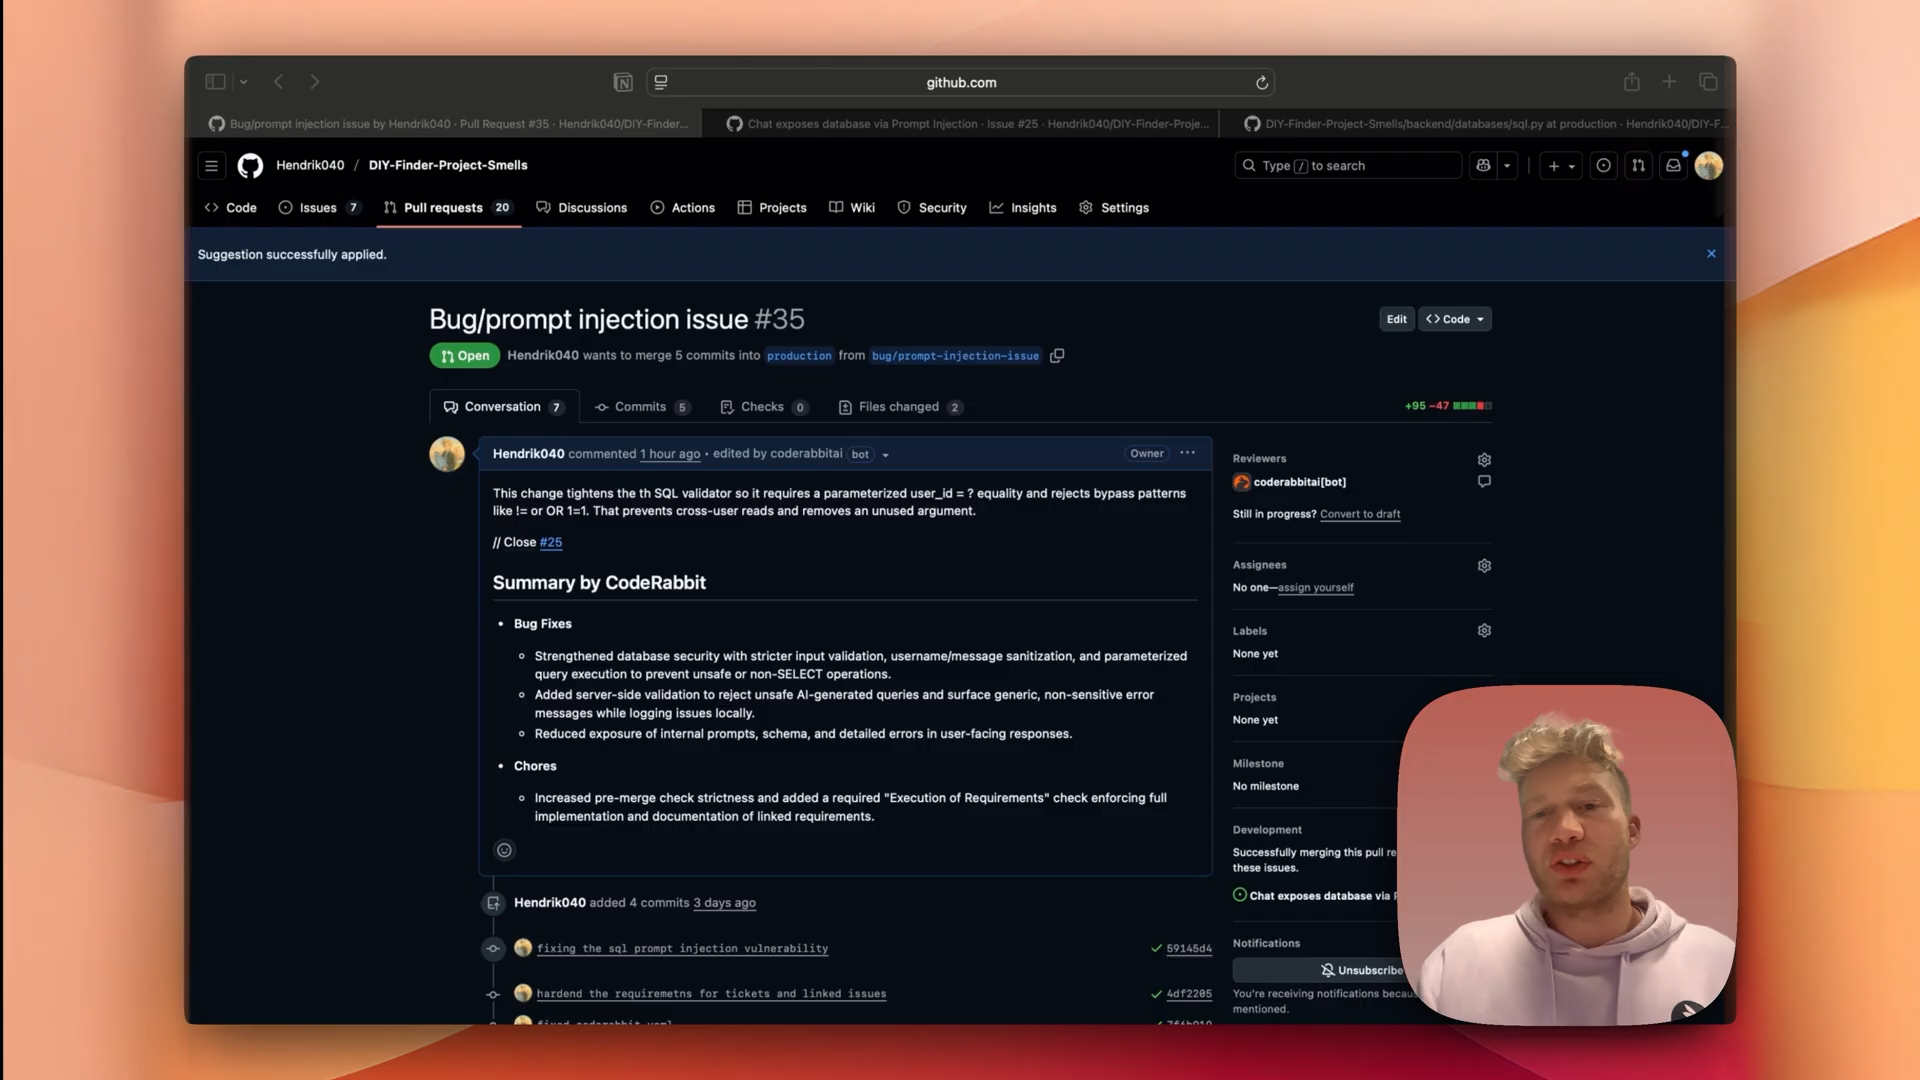 github.com
Bug/prompt injection issue by Hendrik040 · Pull Request #35 · Hendrik040/DIY-Finder...
Chat exposes database via Prompt Injection · Issue #25 · Hendrik040/DIY-Finder-Proje...
DIY-Finder-Project-Smells/backend/databases/sql.py at production · Hendrik040/DIY-F...
Hendrik040 / DIY-Finder-Project-Smells
Type / to search
Code
Issues 7
Pull requests 20
Discussions
Actions
Projects
Wiki
Security
Insights
Settings
Suggestion successfully applied.
Bug/prompt injection issue #35
Edit
<> Code
Open
Hendrik040 wants to merge 5 commits into production from bug/prompt-injection-issue
Conversation 7
Commits 5
Checks 0
Files changed 2
+95 −47
Hendrik040 commented 1 hour ago • edited by coderabbitai bot
Owner
This change tightens the th SQL validator so it requires a parameterized user_id = ? equality and rejects bypass patterns
like != or OR 1=1. That prevents cross-user reads and removes an unused argument.
// Close #25
Summary by CodeRabbit
• Bug Fixes
Strengthened database security with stricter input validation, username/message sanitization, and parameterized
query execution to prevent unsafe or non-SELECT operations.
Added server-side validation to reject unsafe AI-generated queries and surface generic, non-sensitive error
messages while logging issues locally.
Reduced exposure of internal prompts, schema, and detailed errors in user-facing responses.
• Chores
Increased pre-merge check strictness and added a required "Execution of Requirements" check enforcing full
implementation and documentation of linked requirements.
Hendrik040 added 4 commits 3 days ago
fixing the sql prompt injection vulnerability
59145d4
hardend the requiremetns for tickets and linked issues
4df2205
Reviewers
coderabbitai[bot]
Still in progress? Convert to draft
Assignees
No one—assign yourself
Labels
None yet
Projects
None yet
Milestone
No milestone
Development
Successfully merging this pull re
these issues.
Chat exposes database via
Notifications
Unsubscribe
You're receiving notifications becau
mentioned.